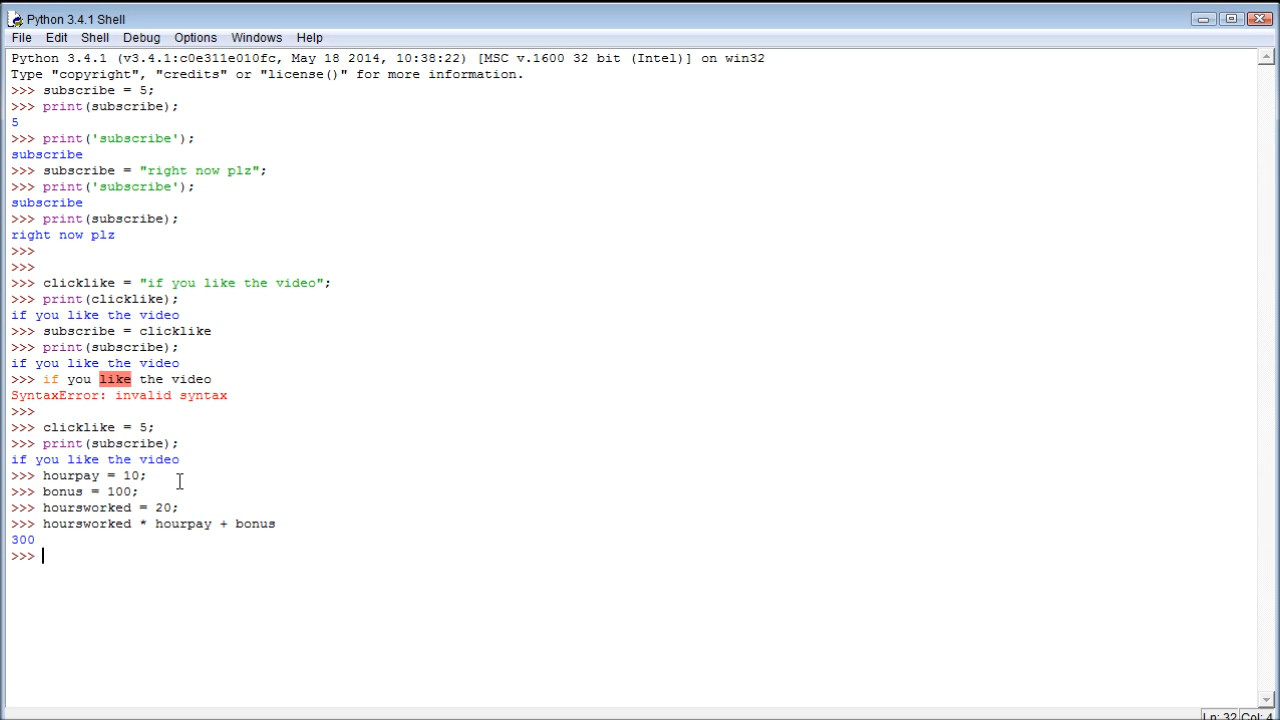 Python 3.4.1 Shell
File Edit Shell Debug Options Windows Help
Python 3.4.1 (v3.4.1:c0e311e010fc, May 18 2014, 10:38:22) [MSC v.1600 32 bit (Intel)] on win32
Type "copyright", "credits" or "license()" for more information.
>>> subscribe = 5;
>>> print(subscribe);
5
>>> print('subscribe');
subscribe
>>> subscribe = "right now plz";
>>> print('subscribe');
subscribe
>>> print(subscribe);
right now plz
>>>
>>>
>>> clicklike = "if you like the video";
>>> print(clicklike);
if you like the video
>>> subscribe = clicklike
>>> print(subscribe);
if you like the video
>>> if you like the video
SyntaxError: invalid syntax
>>>
>>> clicklike = 5;
>>> print(subscribe);
if you like the video
>>> hourpay = 10;
>>> bonus = 100;
>>> hoursworked = 20;
>>> hoursworked * hourpay + bonus
300
>>>
Ln: 32 Col: 4